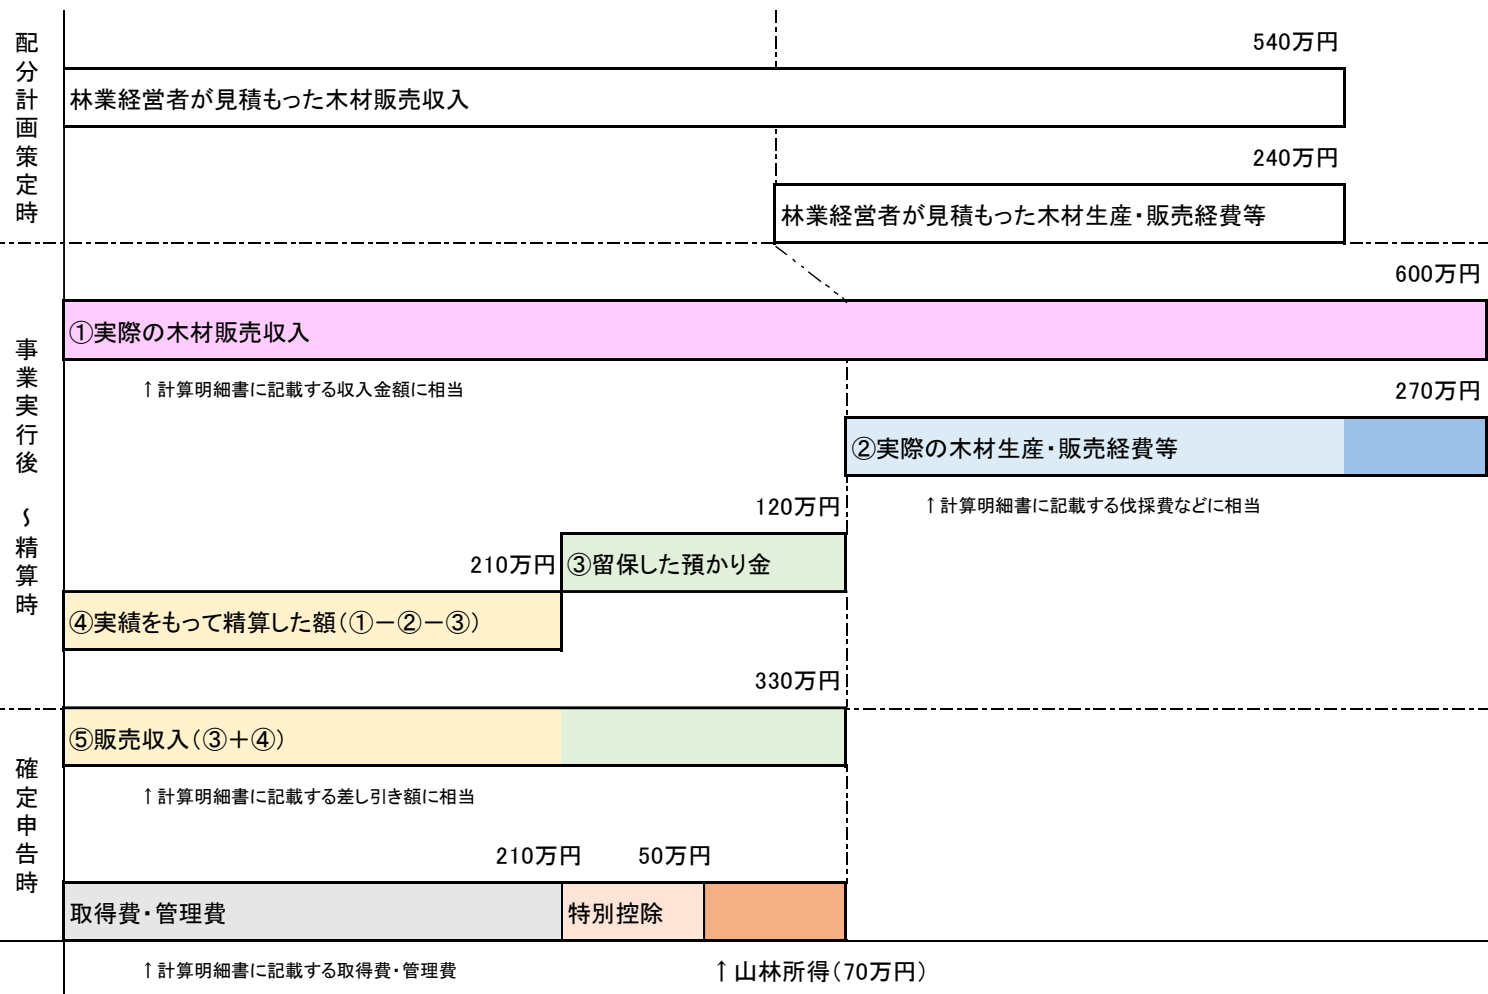 配分計画策定時
540万円
林業経営者が見積もった木材販売収入
240万円
林業経営者が見積もった木材生産・販売経費等
事業実行後 ～ 精算時
600万円
①実際の木材販売収入
↑計算明細書に記載する収入金額に相当
270万円
②実際の木材生産・販売経費等
↑計算明細書に記載する伐採費などに相当
120万円
③留保した預かり金
210万円
④実績をもって精算した額（①－②－③）
330万円
確定申告時
⑤販売収入（③＋④）
↑計算明細書に記載する差し引き額に相当
210万円 50万円
取得費・管理費 特別控除
↑計算明細書に記載する取得費・管理費 ↑山林所得（70万円）